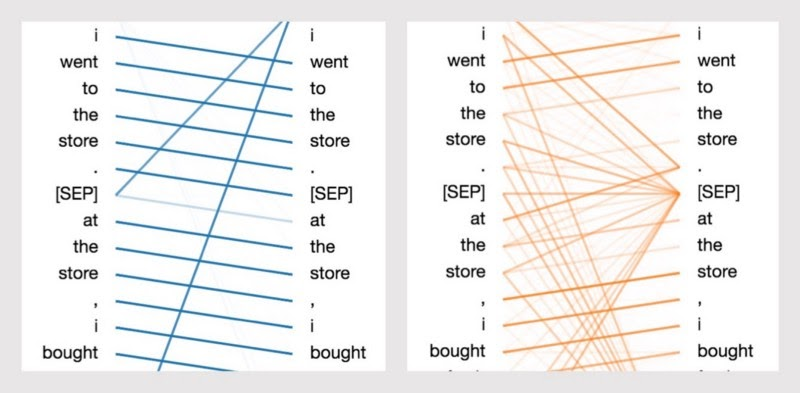 i i
went went
to to
the the
store store
. .
[SEP] [SEP]
at at
the the
store store
, ,
i i
bought bought
i i
went went
to to
the the
store store
. .
[SEP] [SEP]
at at
the the
store store
, ,
i i
bought bought